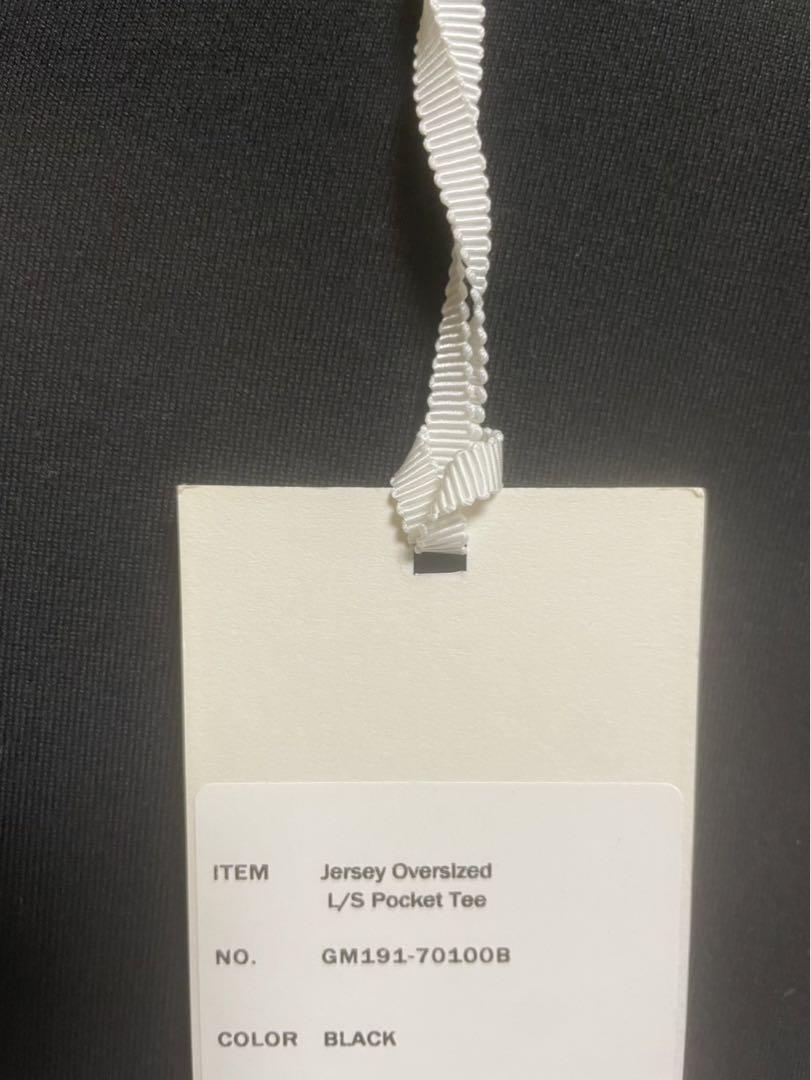 ITEM Jersey Oversized
L/S Pocket Tee
NO. GM191-70100B
COLOR BLACK